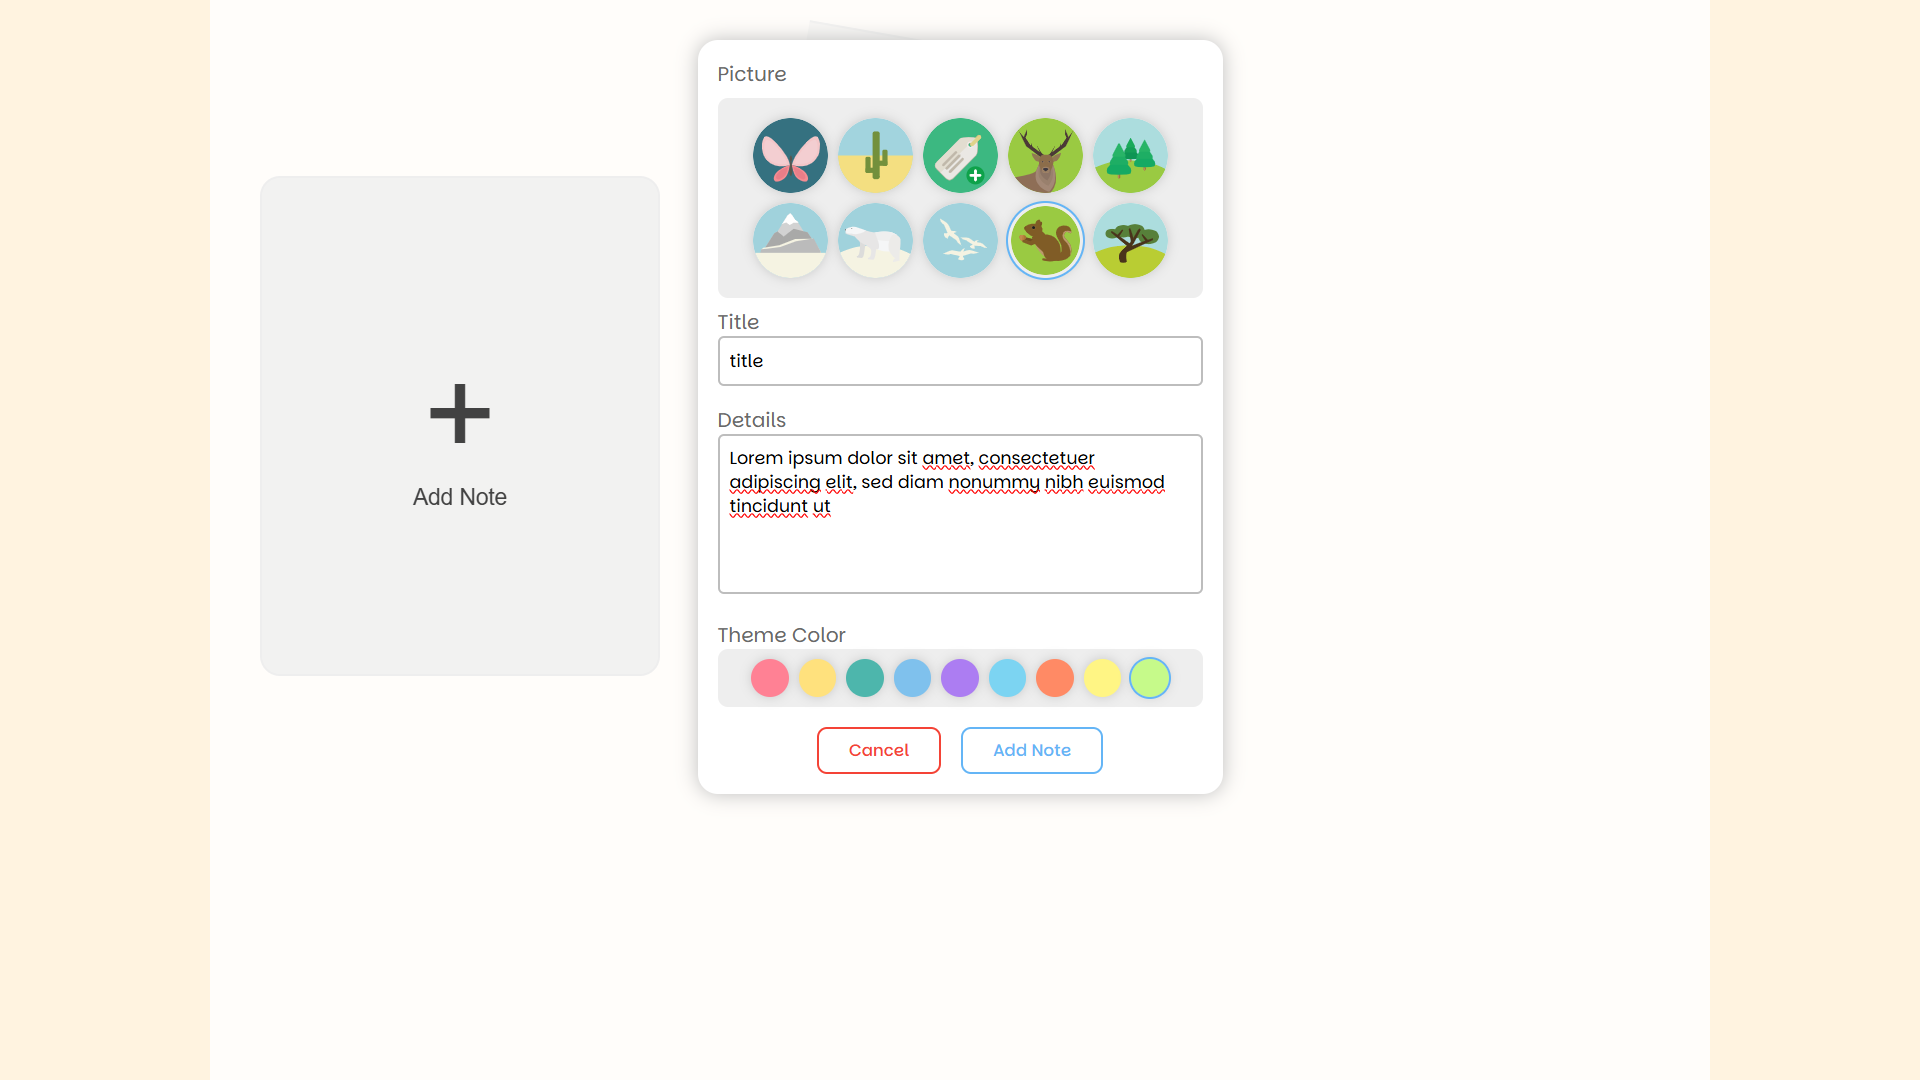 Picture
Title
title
Details
Lorem ipsum dolor sit amet, consectetuer
adipiscing elit, sed diam nonummy nibh euismod
tincidunt ut
Theme Color
Cancel
Add Note
Add Note